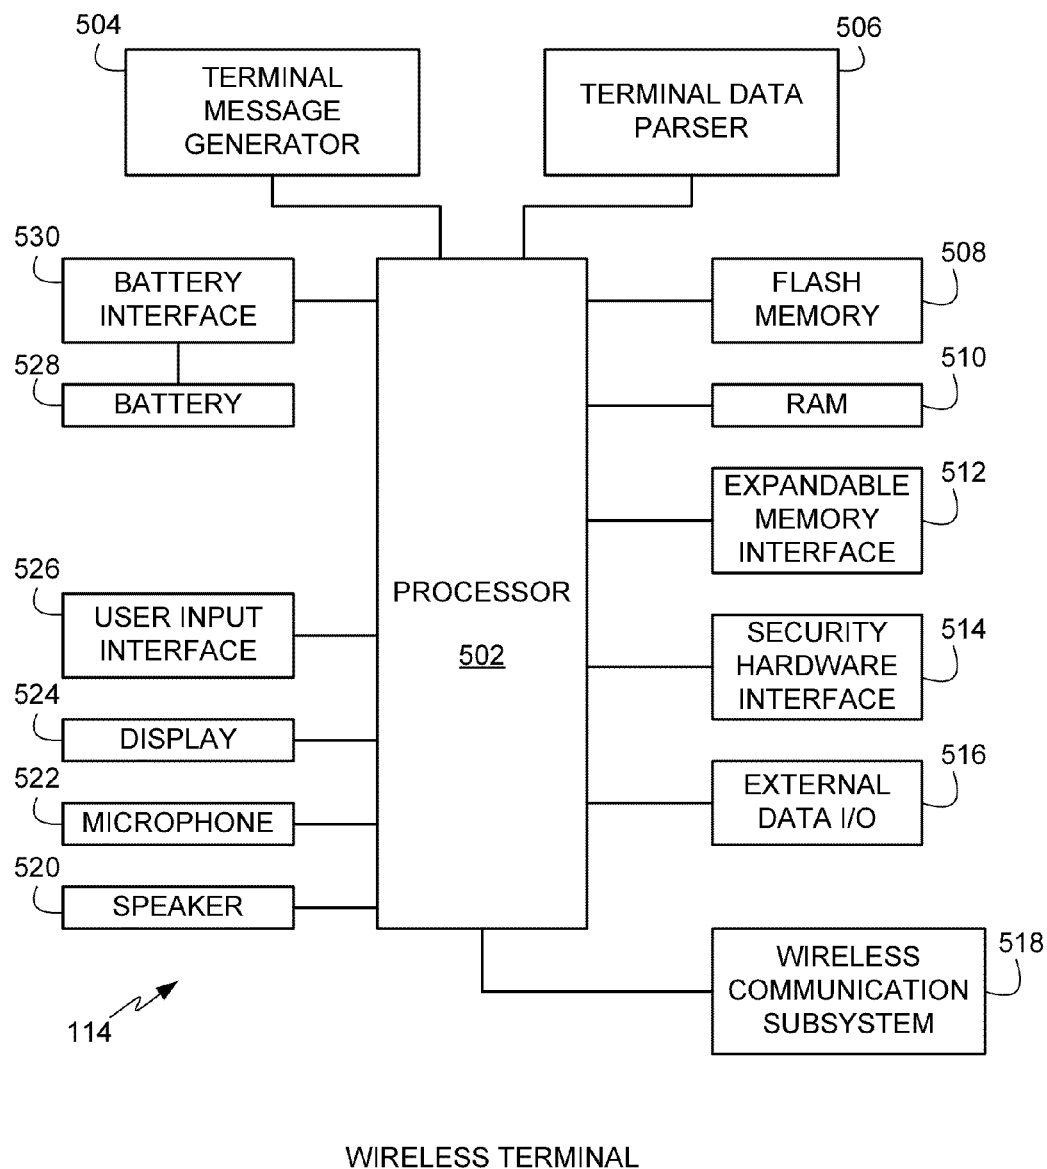 504
TERMINAL
MESSAGE
GENERATOR
506
TERMINAL DATA
PARSER
530
BATTERY
INTERFACE
528
BATTERY
526
USER INPUT
INTERFACE
524
DISPLAY
522
MICROPHONE
520
SPEAKER
PROCESSOR
502
508
FLASH
MEMORY
510
RAM
512
EXPANDABLE
MEMORY
INTERFACE
514
SECURITY
HARDWARE
INTERFACE
516
EXTERNAL
DATA I/O
518
WIRELESS
COMMUNICATION
SUBSYSTEM
114
WIRELESS TERMINAL